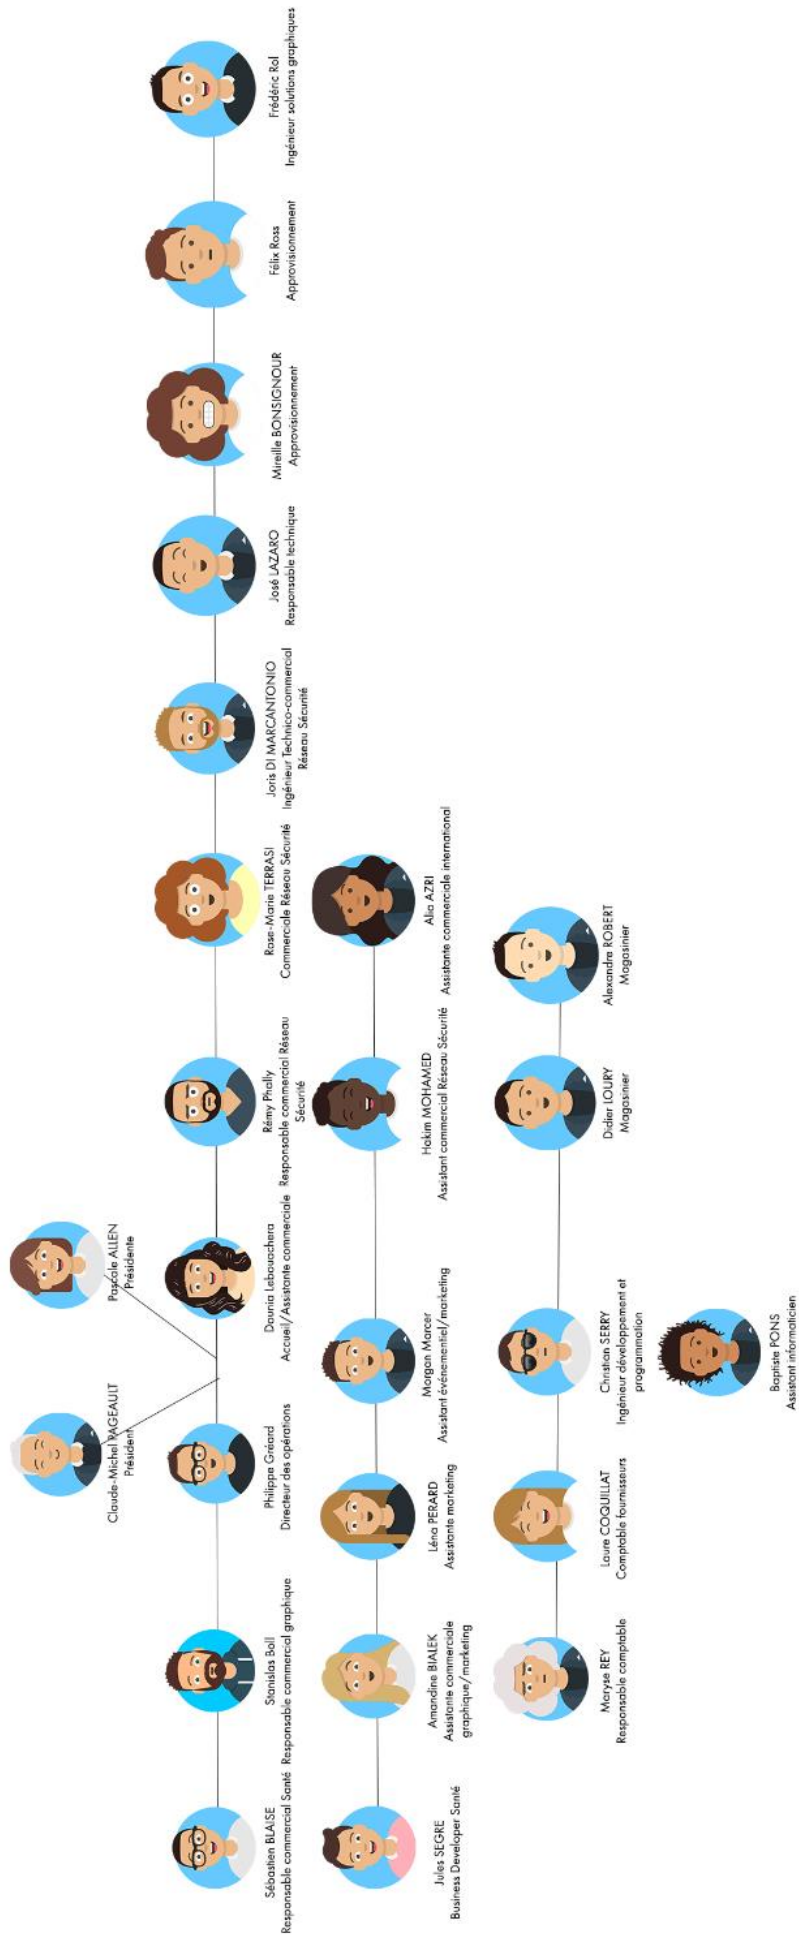 Claude-Michel PAGEAULT
Président
Pascale ALLEN
Présidente
Sébastien BLAISE
Responsable commercial Santé
Stanislas Boll
Responsable commercial graphique
Philippe Gréard
Directeur des opérations
Dounia Lebouachera
Accueil/Assistante commerciale
Rémy Phally
Responsable commercial Réseau
Sécurité
Rose-Marie TERRASI
Commerciale Réseau Sécurité
Joris DI MARCANTONIO
Ingénieur Technico-commercial
Réseau Sécurité
José LAZARO
Responsable technique
Mireille BONSIGNOUR
Approvisionnement
Félix Ross
Approvisionnement
Frédéric Rol
Ingénieur solutions graphiques
Jules SEGRE
Business Developer Santé
Amandine BIALEK
Assistante commerciale
graphique/marketing
Léna PERARD
Assistante marketing
Morgan Marcer
Assistant événementiel/marketing
Hakim MOHAMED
Assistant commercial Réseau Sécurité
Alia AZRI
Assistante commerciale international
Maryse REY
Responsable comptable
Laure COQUILLAT
Comptable fournisseurs
Christian SERRY
Ingénieur développement et
programmation
Didier LOURY
Magasinier
Alexandre ROBERT
Magasinier
Baptiste PONS
Assistant informaticien